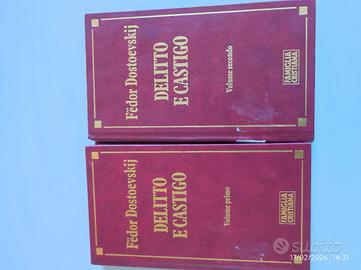 Fëdor Dostoevskij
DELITTO
E CASTIGO
Volume secondo
FAMIGLIA
CRISTIANA
Fëdor Dostoevskij
DELITTO
E CASTIGO
Volume primo
FAMIGLIA
CRISTIANA
subito
17/02/2026 14:31